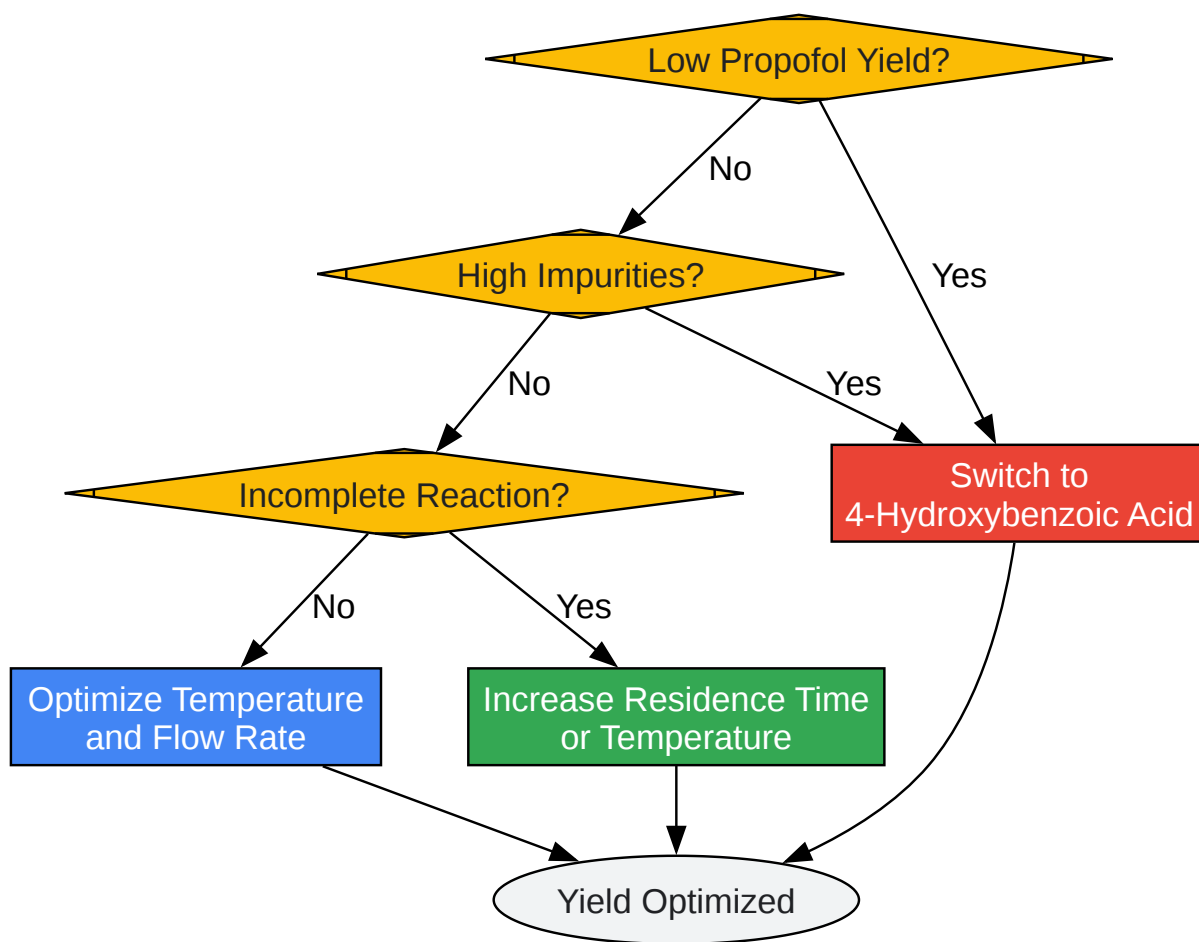 Low Propofol Yield?
No
High Impurities?
Yes
No
Yes
Incomplete Reaction?
Switch to
4-Hydroxybenzoic Acid
No
Yes
Optimize Temperature
and Flow Rate
Increase Residence Time
or Temperature
Yield Optimized